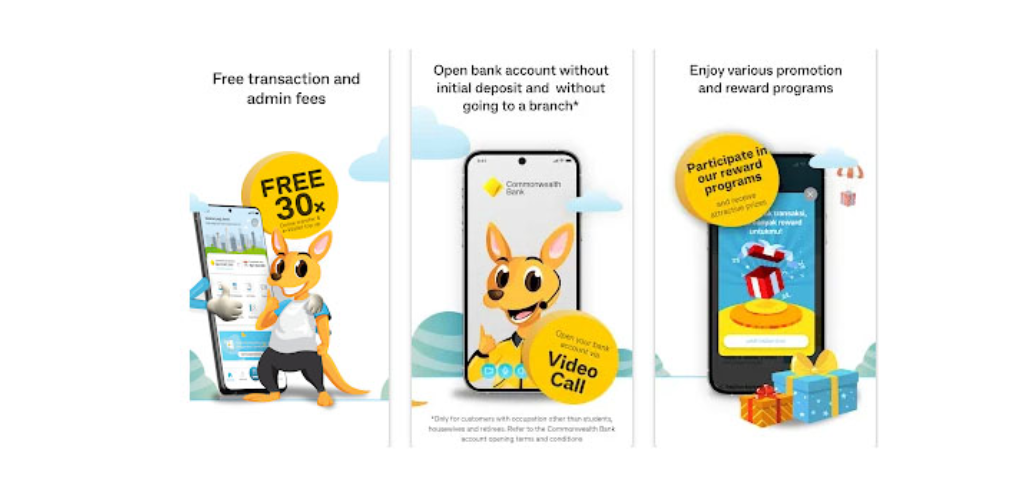 Free transaction and
admin fees
FREE
30x
Open bank account without
initial deposit and without
going to a branch*
Commonwealth
Bank
Open your bank
account via
Video
Call
*Only for customers with occupation other than students,
housewives and retirees. Refer to the Commonwealth Bank
account opening terms and conditions
Enjoy various promotion
and reward programs
Participate in
our reward
programs
and receive
attractive prizes
transaksi,
reward
untukmu!